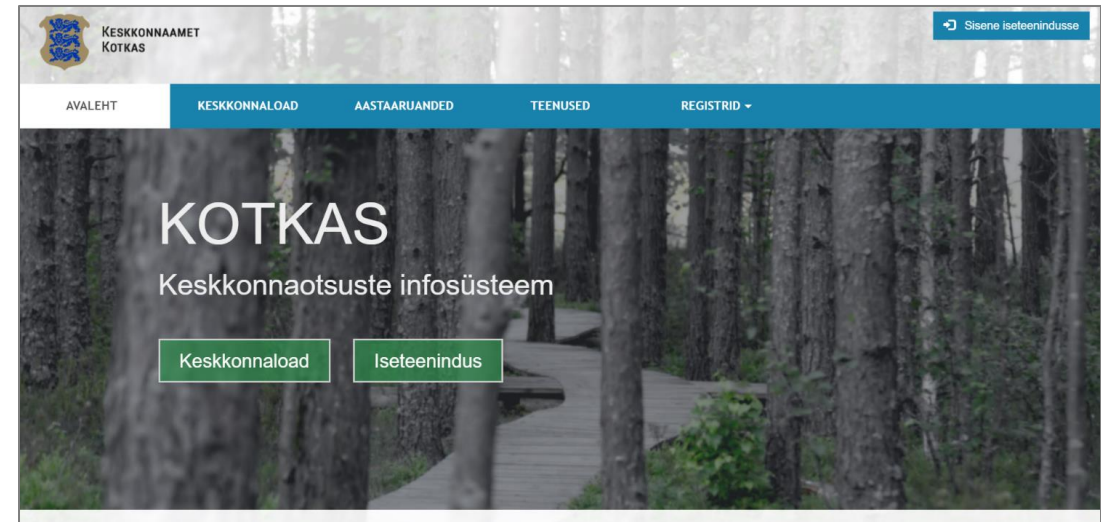 KESKKONNAAMET
KOTKAS
Sisene iseteenindusse
AVALEHT
KESKKONNALOAD
AASTAARUANDED
TEENUSED
REGISTRID
KOTKAS
Keskkonnaotsuste infosüsteem
Keskkonnaload
Iseteenindus